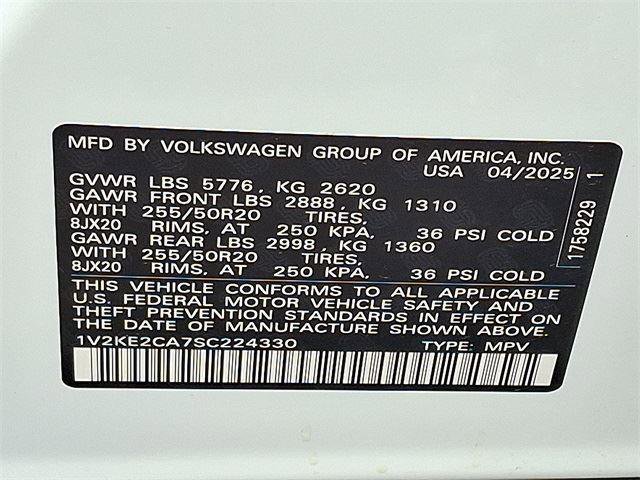 MFD BY VOLKSWAGEN GROUP OF AMERICA, INC.
USA 04/2025
GVWR LBS 5776, KG 2620
GAWR FRONT LBS 2888, KG 1310
WITH 255/50R20 TIRES,
8JX20 RIMS, AT 250 KPA, 36 PSI COLD
GAWR REAR LBS 2998, KG 1360
WITH 255/50R20 TIRES,
8JX20 RIMS, AT 250 KPA, 36 PSI COLD
THIS VEHICLE CONFORMS TO ALL APPLICABLE
U.S. FEDERAL MOTOR VEHICLE SAFETY AND
THEFT PREVENTION STANDARDS IN EFFECT ON
THE DATE OF MANUFACTURE SHOWN ABOVE.
1V2KE2CA7SC224330 TYPE: MPV
1758229 1